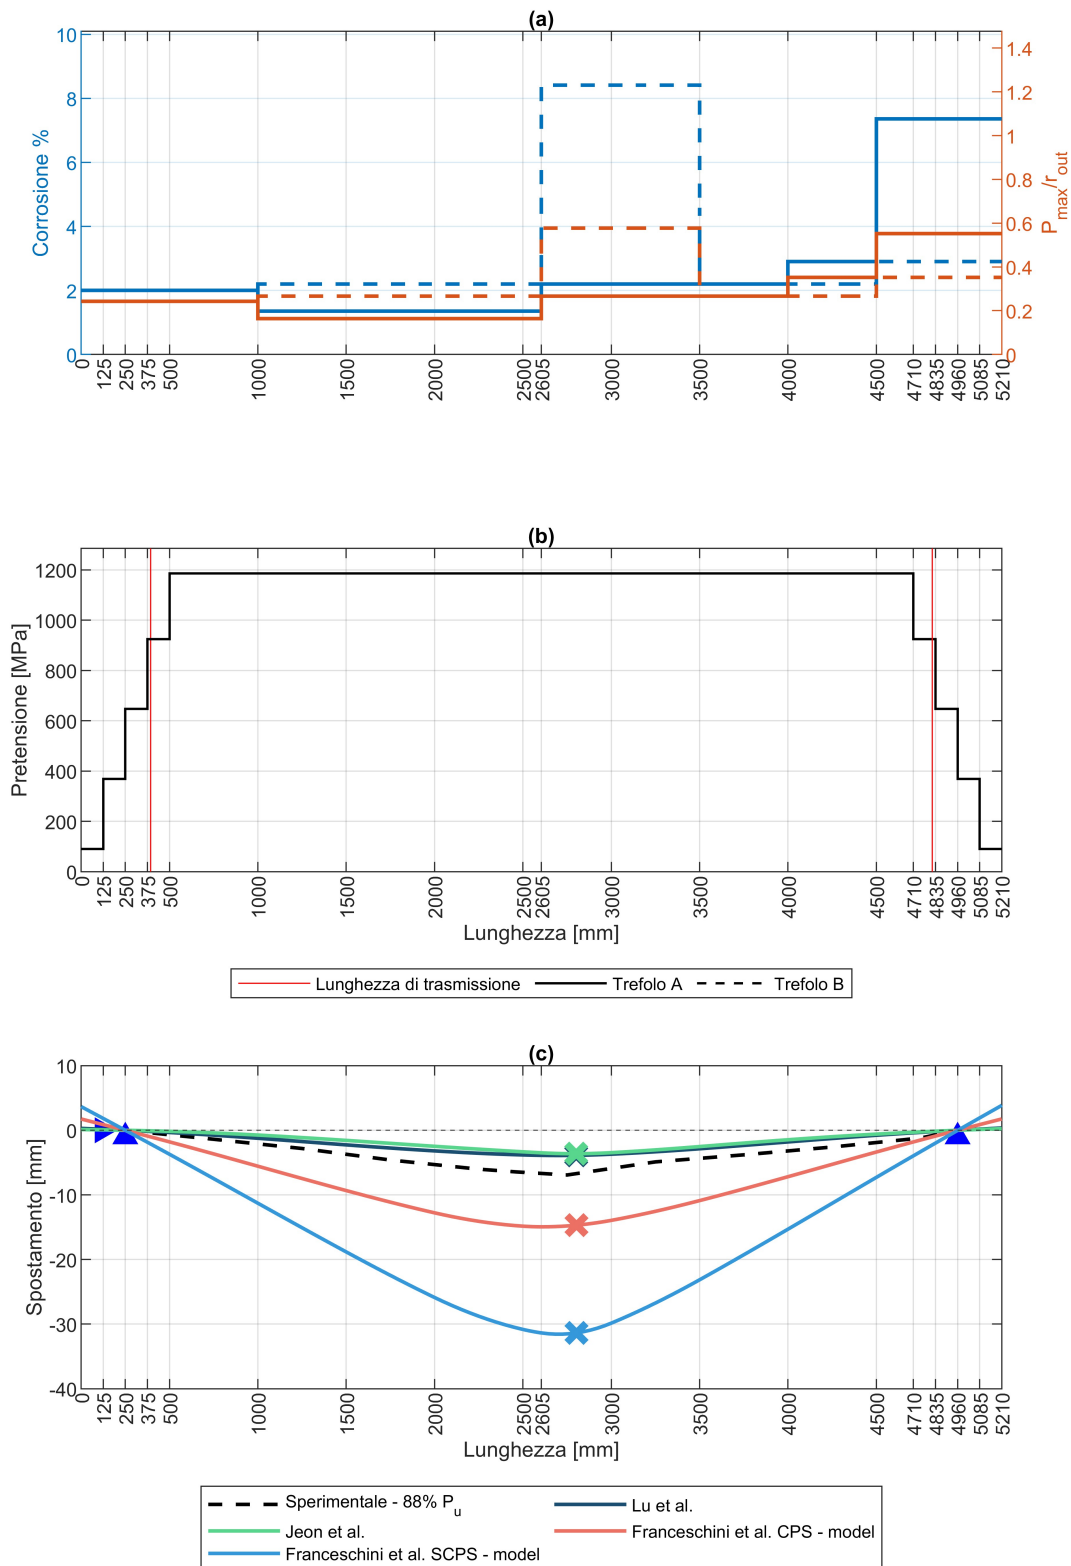 (a)
10
8
6
4
2
0
Corrosione %
1.4
1.2
1
0.8
0.6
0.4
0.2
0
P_max/r_out
0 125 250 375 500 1000 1500 2000 2500 2605 3000 3500 4000 4500 4710 4835 4960 5085 5210
(b)
1200
1000
800
600
400
200
0
Pretensione [MPa]
0 125 250 375 500 1000 1500 2000 2500 2605 3000 3500 4000 4500 4710 4835 4960 5085 5210
Lunghezza [mm]
Lunghezza di trasmissione Trefolo A Trefolo B
(c)
10
0
-10
-20
-30
-40
Spostamento [mm]
0 125 250 375 500 1000 1500 2000 2500 2605 3000 3500 4000 4500 4710 4835 4960 5085 5210
Lunghezza [mm]
Sperimentale - 88% P_u Lu et al.
Jeon et al. Franceschini et al. CPS - model
Franceschini et al. SCPS - model